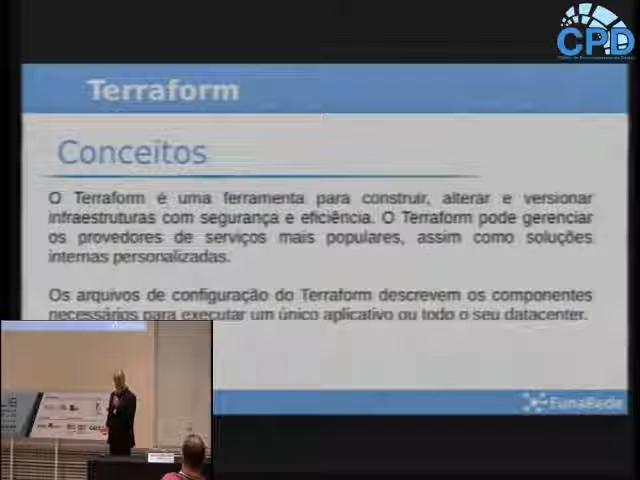 CPD
Terraform
Conceitos
O Terraform é uma ferramenta para construir, alterar e versionar
infraestruturas com segurança e eficiência. O Terraform pode gerenciar
os provedores de serviços mais populares, assim como soluções
internas personalizadas.
Os arquivos de configuração do Terraform descrevem os componentes
necessários para executar um único aplicativo ou todo o seu datacenter.